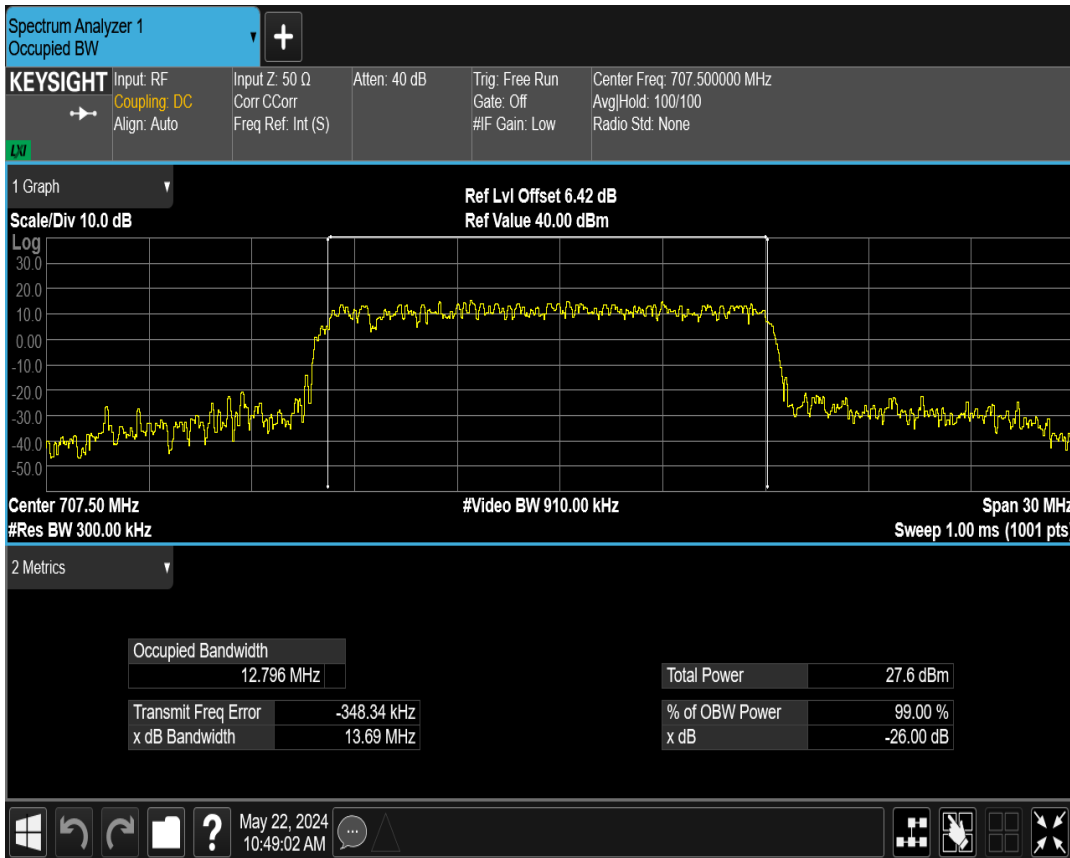 Spectrum Analyzer 1
Occupied BW
KEYSIGHT
LXI
Input: RF
Coupling: DC
Align: Auto
Input Z: 50 Ω
Corr CCorr
Freq Ref: Int (S)
Atten: 40 dB
Trig: Free Run
Gate: Off
#IF Gain: Low
Center Freq: 707.500000 MHz
Avg|Hold: 100/100
Radio Std: None
1 Graph
Scale/Div 10.0 dB
Ref Lvl Offset 6.42 dB
Ref Value 40.00 dBm
Log
30.0
20.0
10.0
0.00
-10.0
-20.0
-30.0
-40.0
-50.0
Center 707.50 MHz
#Video BW 910.00 kHz
Span 30 MHz
#Res BW 300.00 kHz
Sweep 1.00 ms (1001 pts)
2 Metrics
Occupied Bandwidth
12.796 MHz
Total Power 27.6 dBm
Transmit Freq Error -348.34 kHz
% of OBW Power 99.00 %
x dB Bandwidth 13.69 MHz
x dB -26.00 dB
?
May 22, 2024
10:49:02 AM